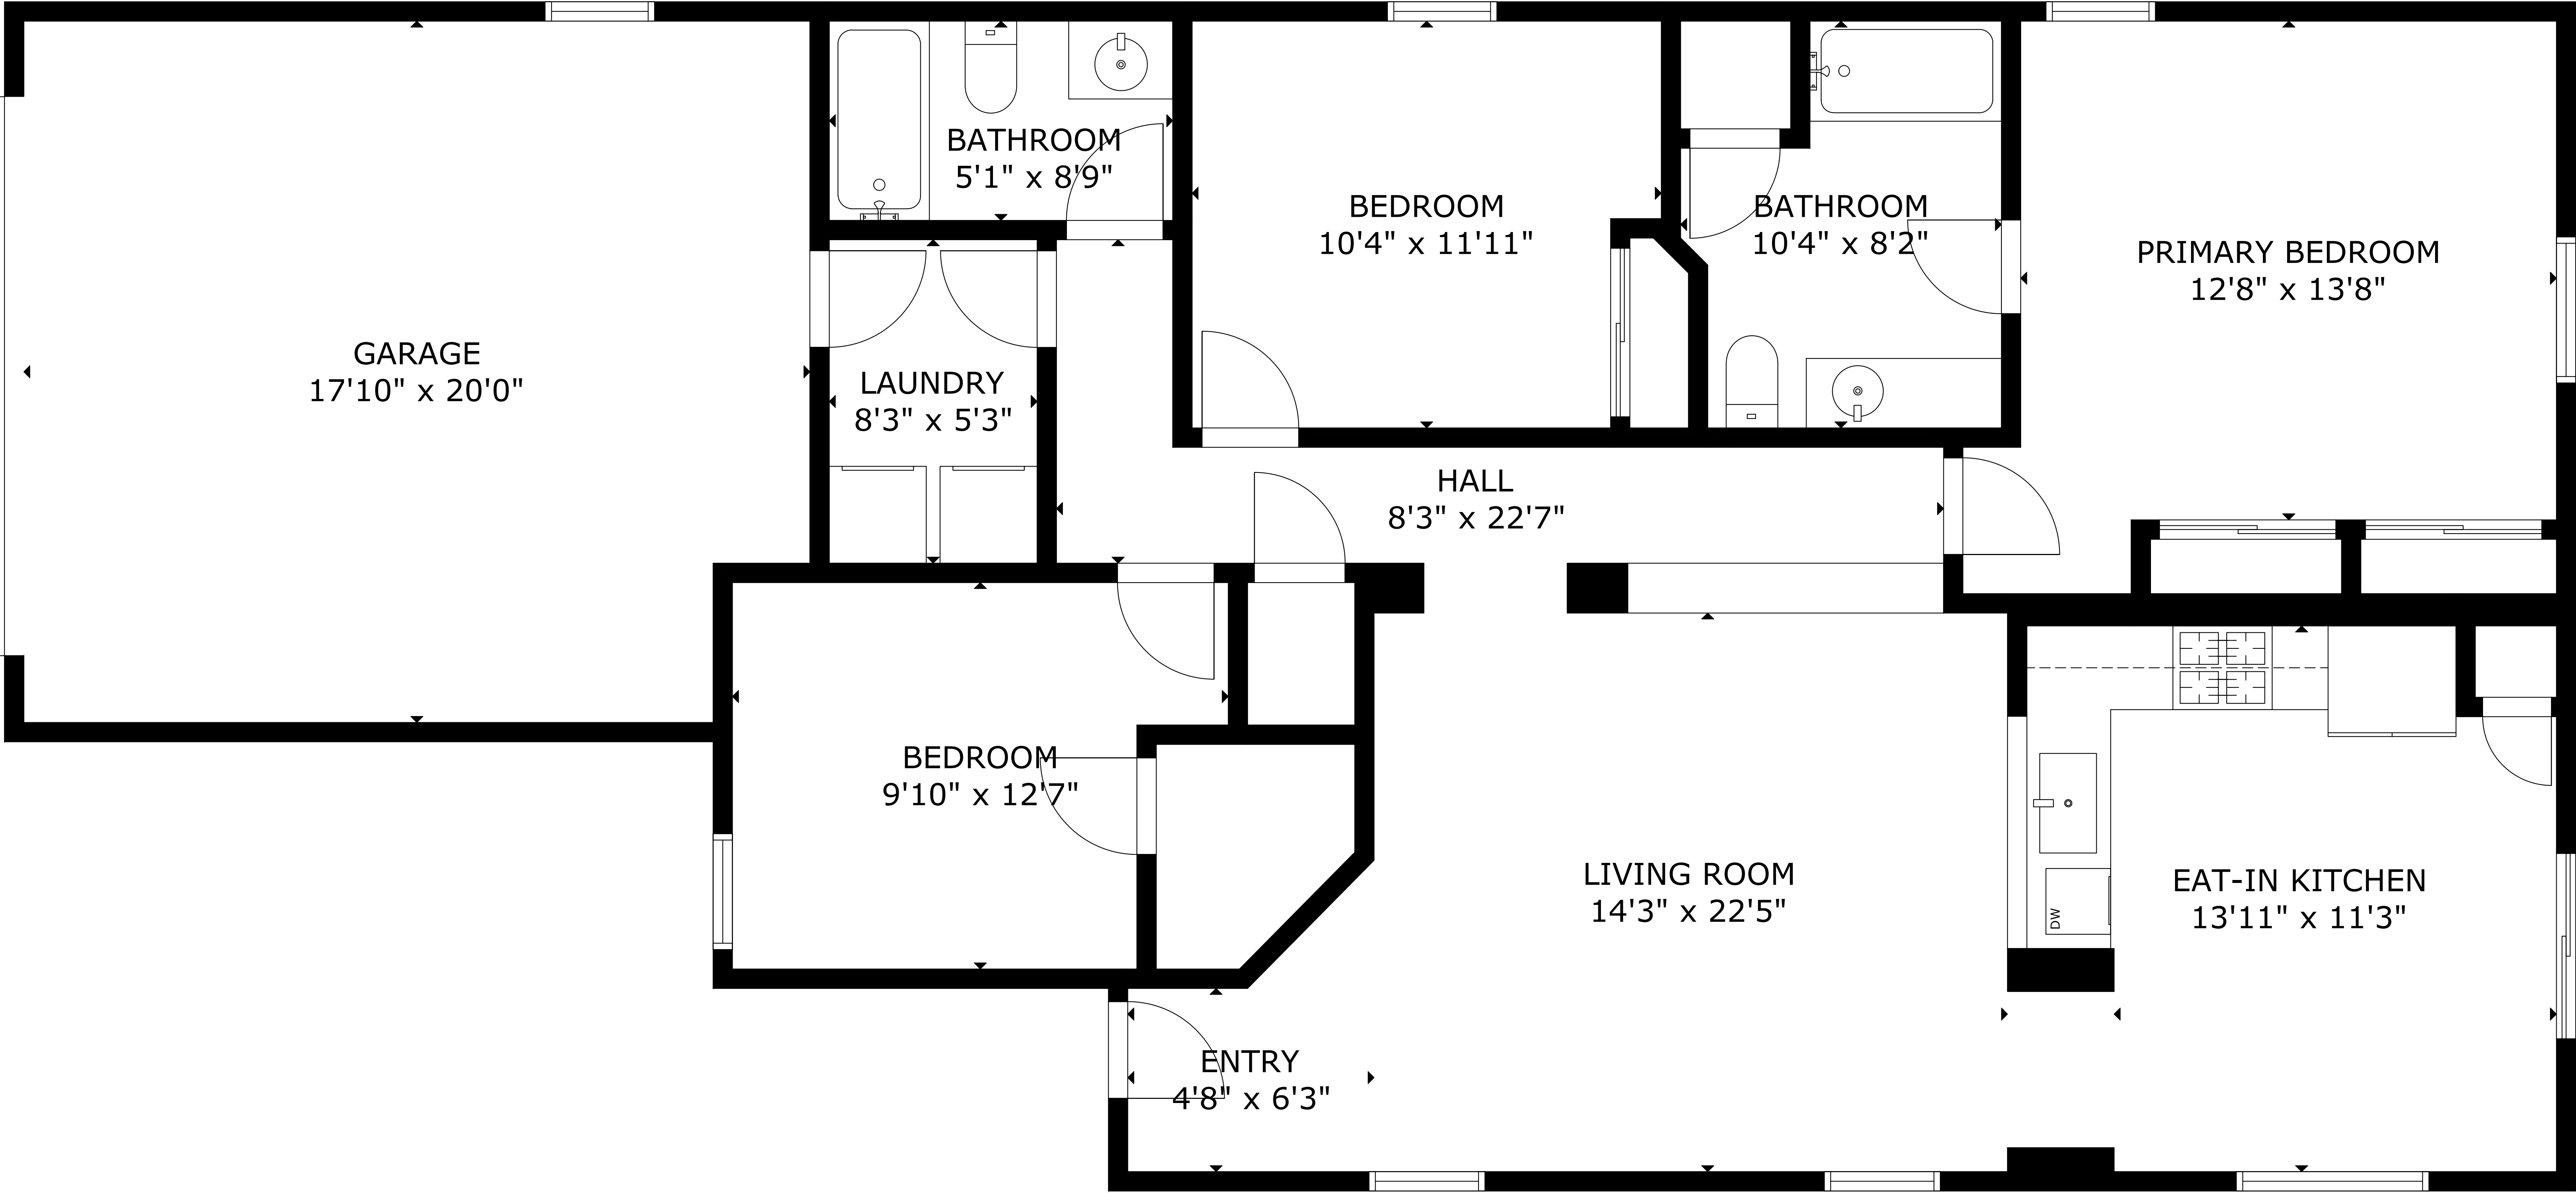 BATHROOM
5'1" x 8'9"
BEDROOM
10'4" x 11'11"
BATHROOM
10'4" x 8'2"
PRIMARY BEDROOM
12'8" x 13'8"
GARAGE
17'10" x 20'0"
LAUNDRY
8'3" x 5'3"
HALL
8'3" x 22'7"
BEDROOM
9'10" x 12'7"
LIVING ROOM
14'3" x 22'5"
EAT-IN KITCHEN
13'11" x 11'3"
DW
ENTRY
4'8" x 6'3"